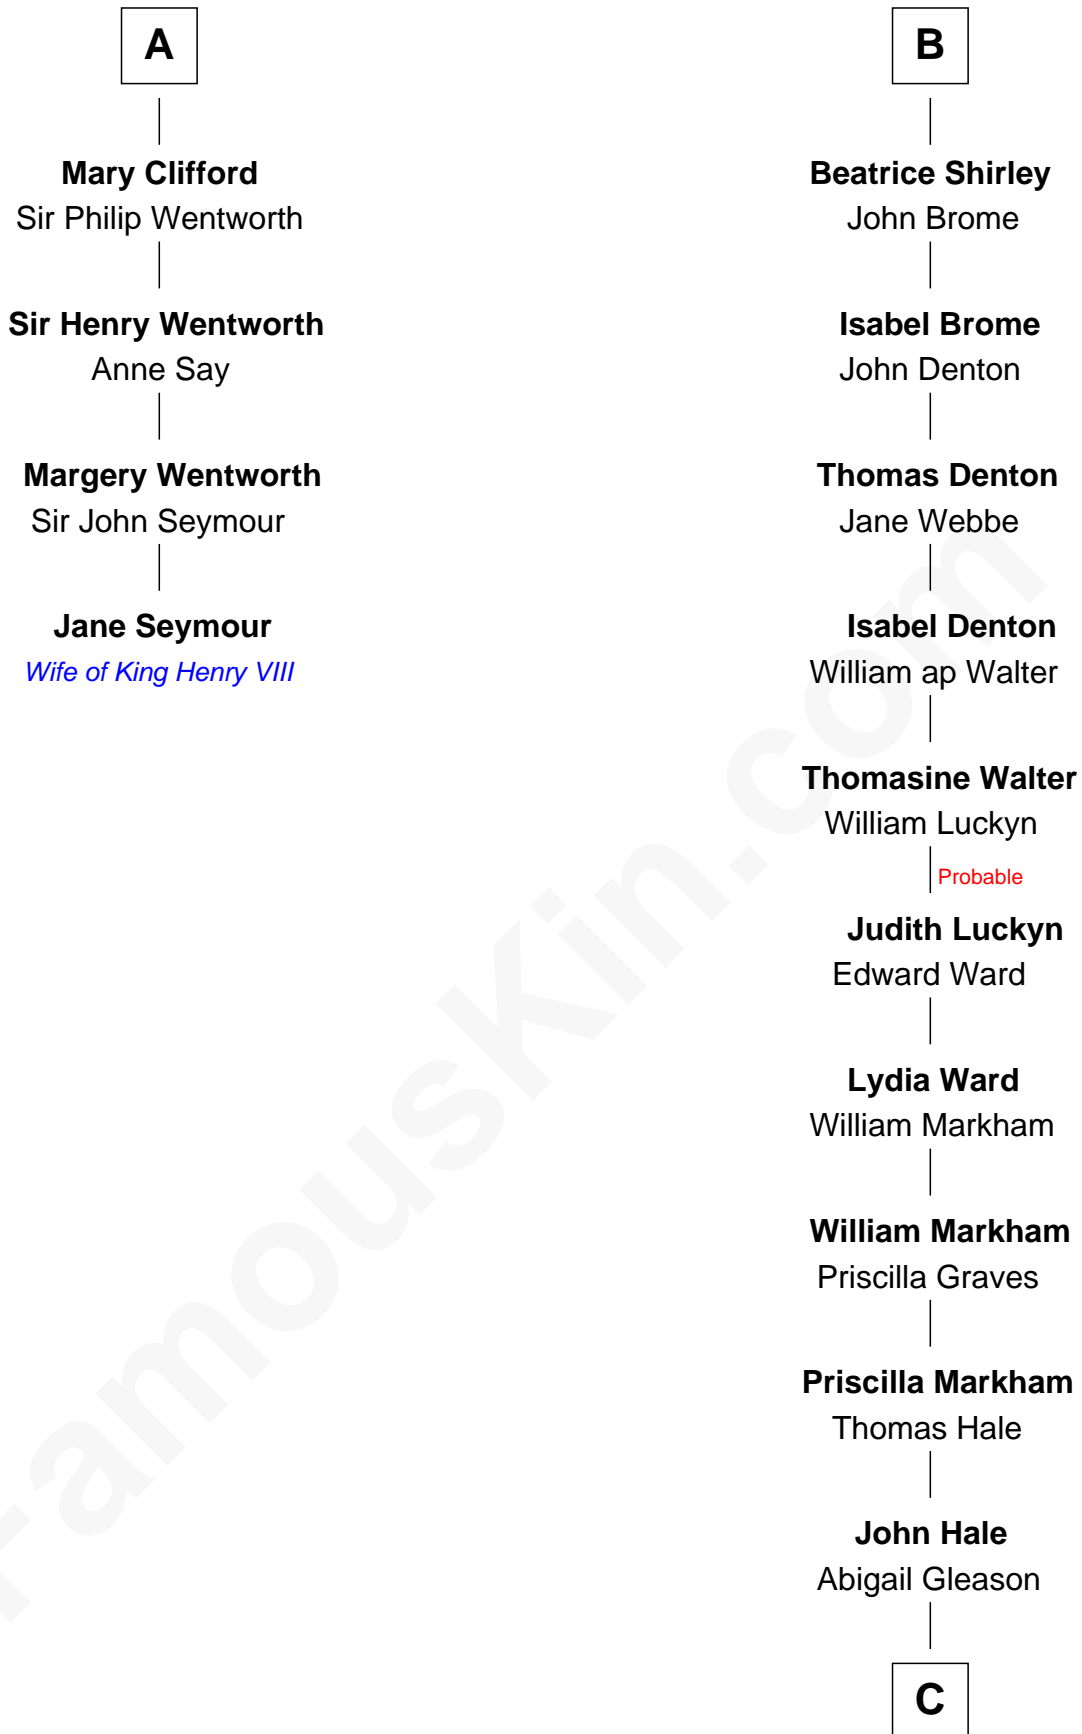 A
Mary Clifford
Sir Philip Wentworth
Sir Henry Wentworth
Anne Say
Margery Wentworth
Sir John Seymour
Jane Seymour
Wife of King Henry VIII
B
Beatrice Shirley
John Brome
Isabel Brome
John Denton
Thomas Denton
Jane Webbe
Isabel Denton
William ap Walter
Thomasine Walter
William Luckyn
Probable
Judith Luckyn
Edward Ward
Lydia Ward
William Markham
William Markham
Priscilla Graves
Priscilla Markham
Thomas Hale
John Hale
Abigail Gleason
C
FamousKin.com